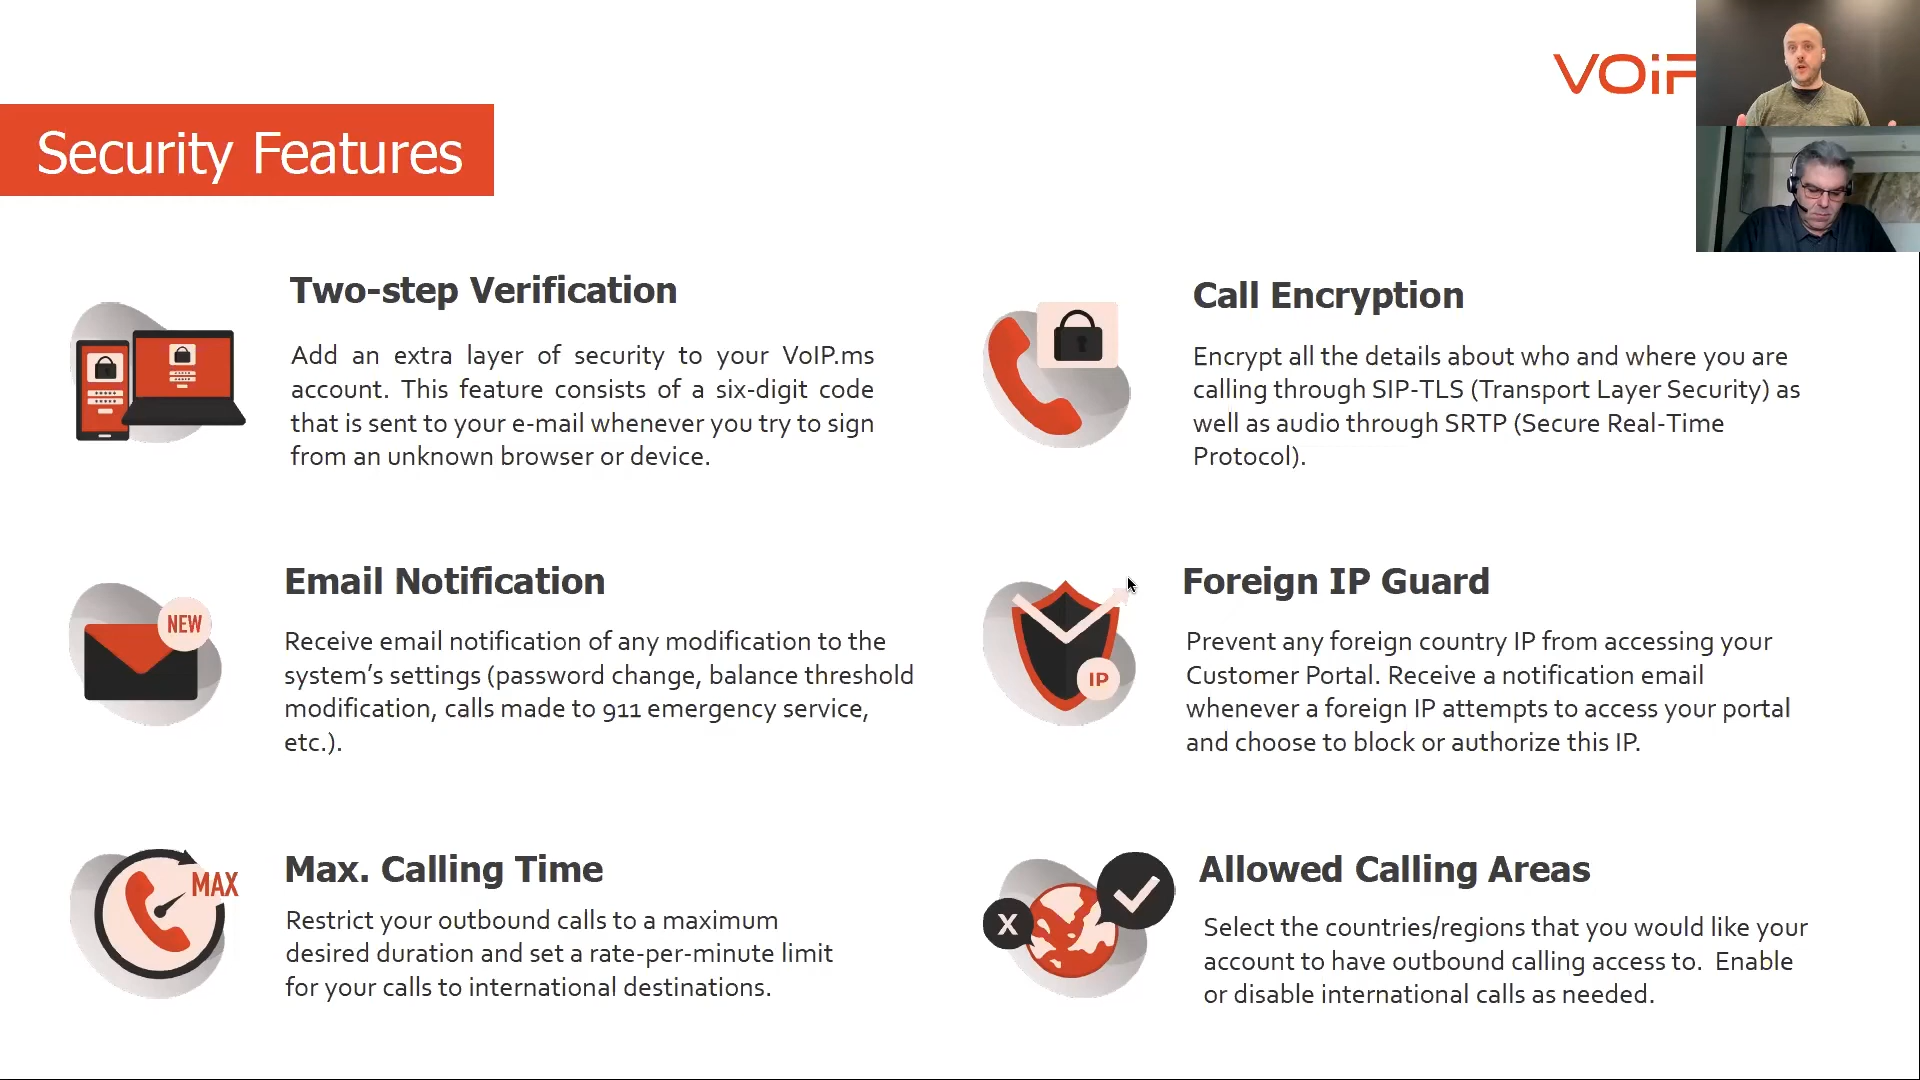 VOiP
Security Features
Two-step Verification
Add an extra layer of security to your VoIP.ms
account. This feature consists of a six-digit code
that is sent to your e-mail whenever you try to sign
from an unknown browser or device.
Call Encryption
Encrypt all the details about who and where you are
calling through SIP-TLS (Transport Layer Security) as
well as audio through SRTP (Secure Real-Time
Protocol).
NEW
Email Notification
Receive email notification of any modification to the
system’s settings (password change, balance threshold
modification, calls made to 911 emergency service,
etc.).
IP
Foreign IP Guard
Prevent any foreign country IP from accessing your
Customer Portal. Receive a notification email
whenever a foreign IP attempts to access your portal
and choose to block or authorize this IP.
MAX
Max. Calling Time
Restrict your outbound calls to a maximum
desired duration and set a rate-per-minute limit
for your calls to international destinations.
X
Allowed Calling Areas
Select the countries/regions that you would like your
account to have outbound calling access to.  Enable
or disable international calls as needed.